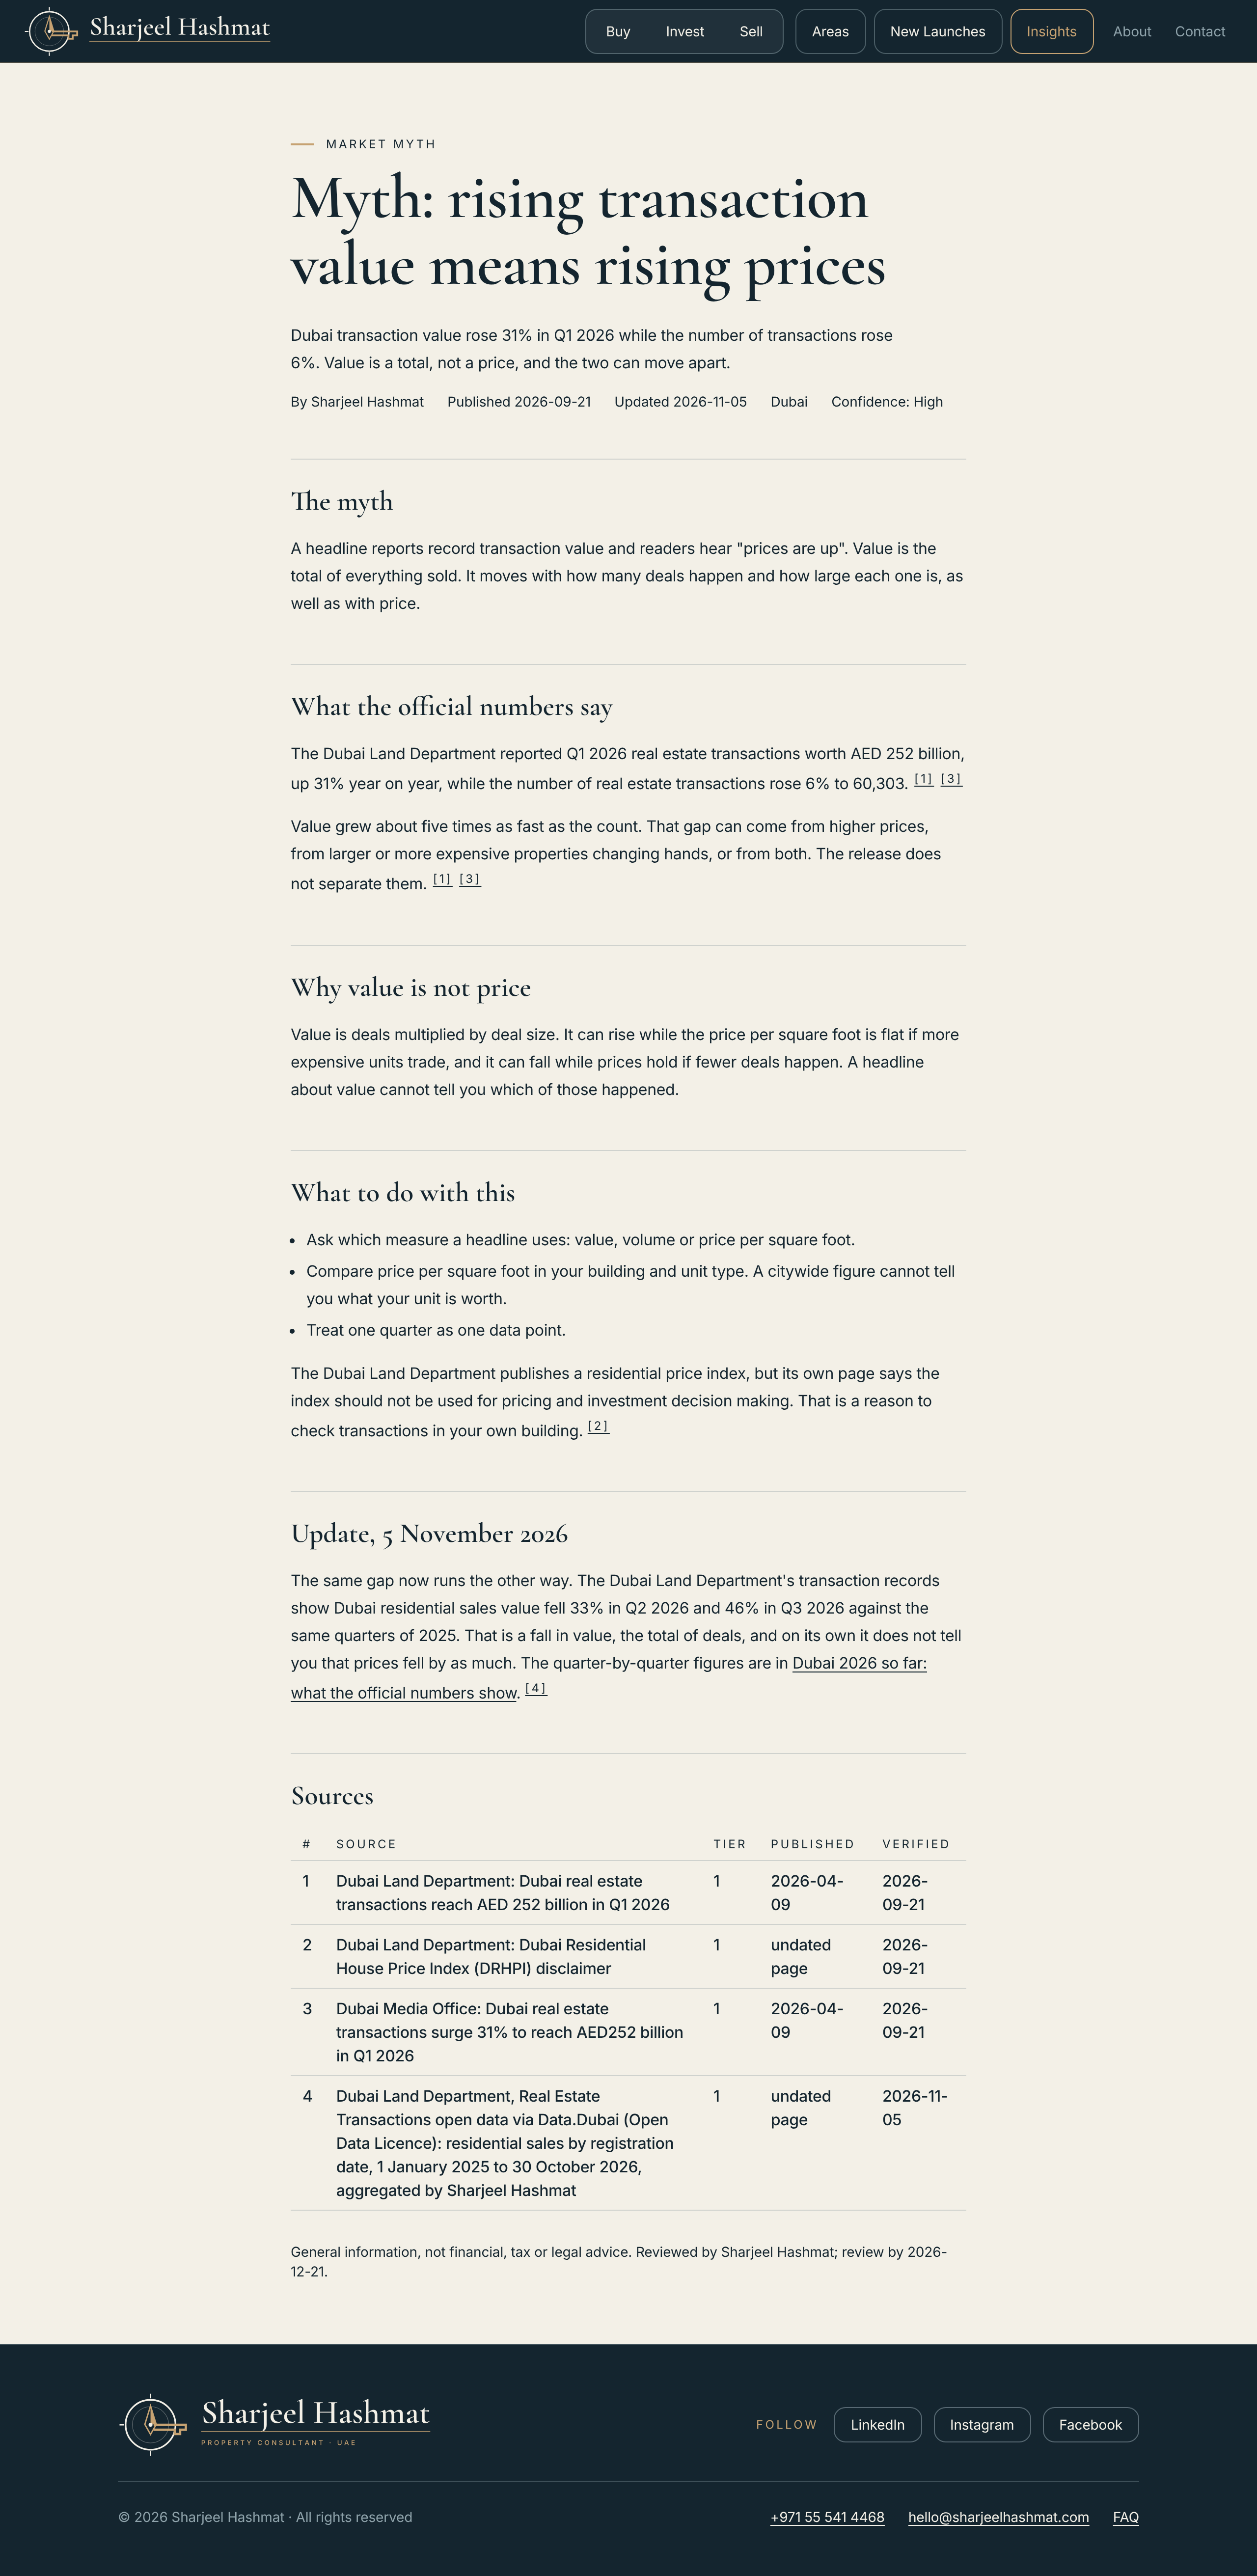 Sharjeel Hashmat
Buy
Invest
Sell
Areas
New Launches
Insights
About
Contact
MARKET MYTH
Myth: rising transaction
value means rising prices
Dubai transaction value rose 31% in Q1 2026 while the number of transactions rose
6%. Value is a total, not a price, and the two can move apart.
By Sharjeel Hashmat Published 2026-09-21 Updated 2026-11-05 Dubai Confidence: High
The myth
A headline reports record transaction value and readers hear "prices are up". Value is the
total of everything sold. It moves with how many deals happen and how large each one is, as
well as with price.
What the official numbers say
The Dubai Land Department reported Q1 2026 real estate transactions worth AED 252 billion,
up 31% year on year, while the number of real estate transactions rose 6% to 60,303. [1] [3]
Value grew about five times as fast as the count. That gap can come from higher prices,
from larger or more expensive properties changing hands, or from both. The release does
not separate them. [1] [3]
Why value is not price
Value is deals multiplied by deal size. It can rise while the price per square foot is flat if more
expensive units trade, and it can fall while prices hold if fewer deals happen. A headline
about value cannot tell you which of those happened.
What to do with this
• Ask which measure a headline uses: value, volume or price per square foot.
• Compare price per square foot in your building and unit type. A citywide figure cannot tell
you what your unit is worth.
• Treat one quarter as one data point.
The Dubai Land Department publishes a residential price index, but its own page says the
index should not be used for pricing and investment decision making. That is a reason to
check transactions in your own building. [2]
Update, 5 November 2026
The same gap now runs the other way. The Dubai Land Department's transaction records
show Dubai residential sales value fell 33% in Q2 2026 and 46% in Q3 2026 against the
same quarters of 2025. That is a fall in value, the total of deals, and on its own it does not tell
you that prices fell by as much. The quarter-by-quarter figures are in Dubai 2026 so far:
what the official numbers show. [4]
Sources
# SOURCE TIER PUBLISHED VERIFIED
1 Dubai Land Department: Dubai real estate 1 2026-04- 2026-
transactions reach AED 252 billion in Q1 2026 09 09-21
2 Dubai Land Department: Dubai Residential 1 undated 2026-
House Price Index (DRHPI) disclaimer page 09-21
3 Dubai Media Office: Dubai real estate 1 2026-04- 2026-
transactions surge 31% to reach AED252 billion 09 09-21
in Q1 2026
4 Dubai Land Department, Real Estate 1 undated 2026-11-
Transactions open data via Data.Dubai (Open page 05
Data Licence): residential sales by registration
date, 1 January 2025 to 30 October 2026,
aggregated by Sharjeel Hashmat
General information, not financial, tax or legal advice. Reviewed by Sharjeel Hashmat; review by 2026-
12-21.
Sharjeel Hashmat
PROPERTY CONSULTANT · UAE
FOLLOW
LinkedIn
Instagram
Facebook
© 2026 Sharjeel Hashmat · All rights reserved
+971 55 541 4468
hello@sharjeelhashmat.com
FAQ